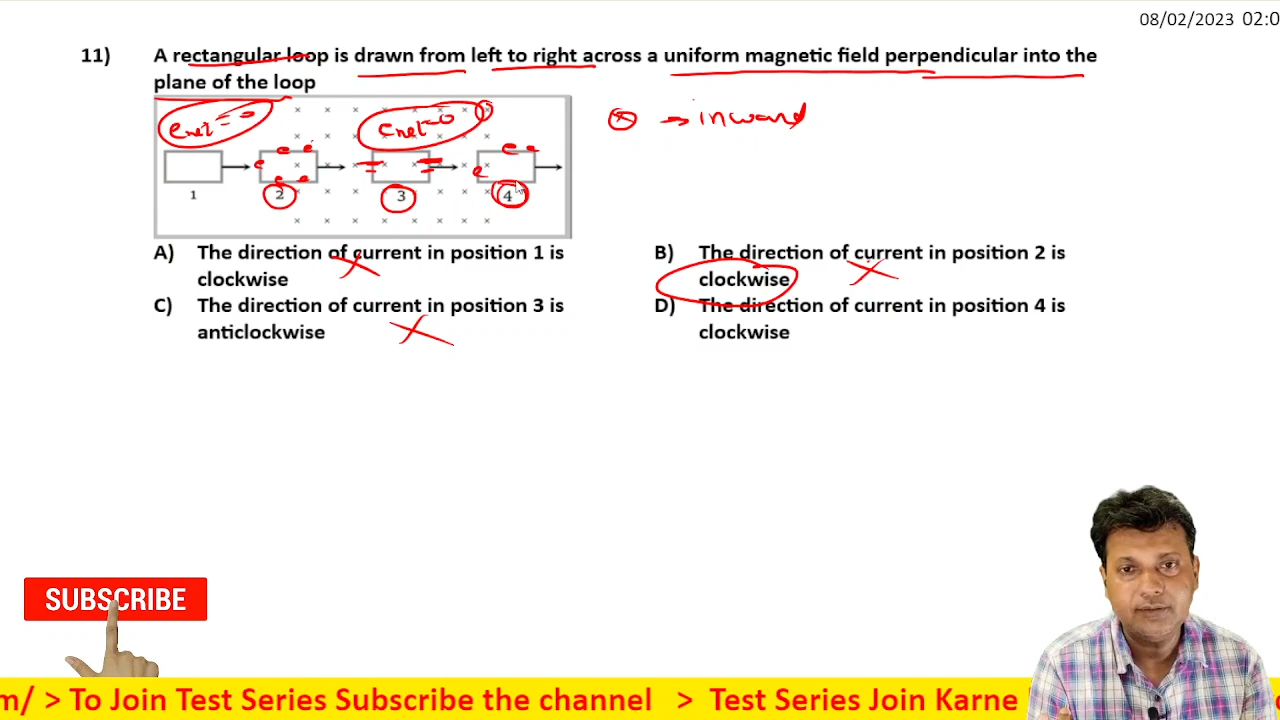 08/02/2023 02:0
11) A rectangular loop is drawn from left to right across a uniform magnetic field perpendicular into the
plane of the loop
enet=0
enet=0
⊗ → inward
1
2
3
4
A) The direction of current in position 1 is
clockwise
B) The direction of current in position 2 is
clockwise
C) The direction of current in position 3 is
anticlockwise
D) The direction of current in position 4 is
clockwise
SUBSCRIBE
m/ > To Join Test Series Subscribe the channel > Test Series Join Karne